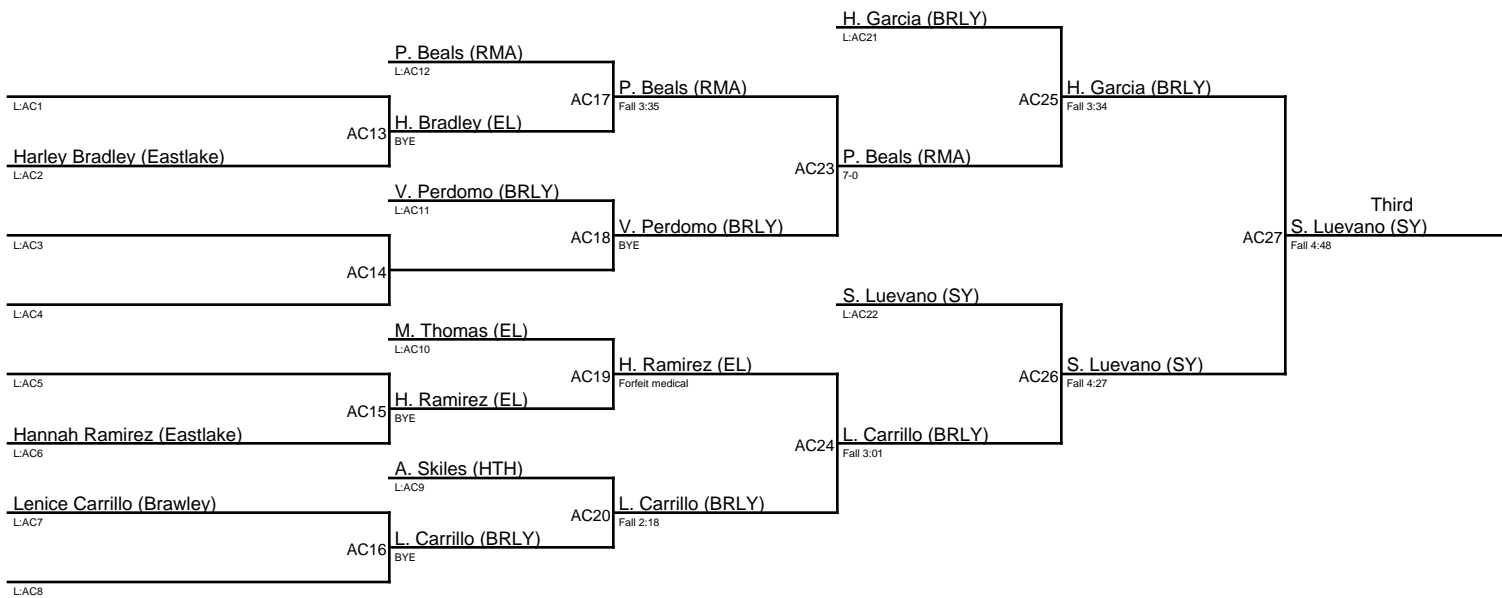 H. Garcia (BRLY)
L:AC21
P. Beals (RMA)
L:AC12
P. Beals (RMA)
Fall 3:35
AC17
H. Garcia (BRLY)
Fall 3:34
AC25
L:AC1
AC13
H. Bradley (EL)
BYE
Harley Bradley (Eastlake)
L:AC2
AC23
P. Beals (RMA)
7-0
V. Perdomo (BRLY)
L:AC11
Third
L:AC3
AC18
V. Perdomo (BRLY)
BYE
AC27
S. Luevano (SY)
Fall 4:48
AC14
L:AC4
S. Luevano (SY)
L:AC22
M. Thomas (EL)
L:AC10
L:AC5
AC19
H. Ramirez (EL)
Forfeit medical
AC26
S. Luevano (SY)
Fall 4:27
AC15
H. Ramirez (EL)
BYE
Hannah Ramirez (Eastlake)
L:AC6
AC24
L. Carrillo (BRLY)
Fall 3:01
A. Skiles (HTH)
L:AC9
Lenice Carrillo (Brawley)
L:AC7
AC20
L. Carrillo (BRLY)
Fall 2:18
AC16
L. Carrillo (BRLY)
BYE
L:AC8